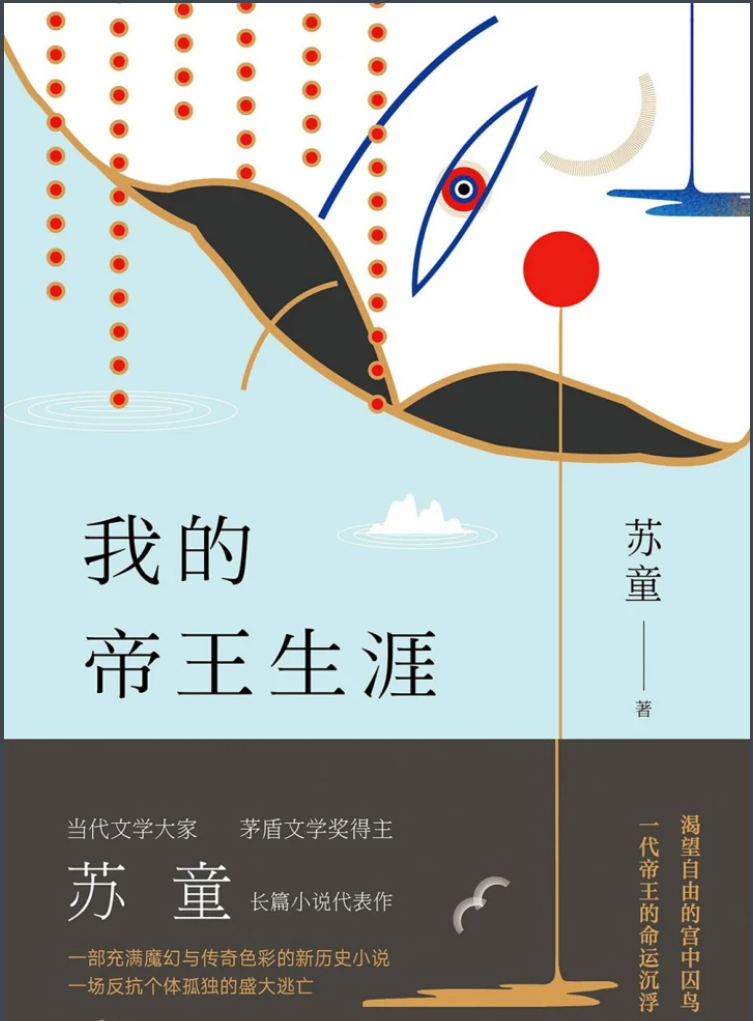 我的
帝王生涯
苏童
著
当代文学大家 茅盾文学奖得主
苏童 长篇小说代表作
一部充满魔幻与传奇色彩的新历史小说
一场反抗个体孤独的盛大逃亡
渴望自由的宫中囚鸟
一代帝王的命运沉浮